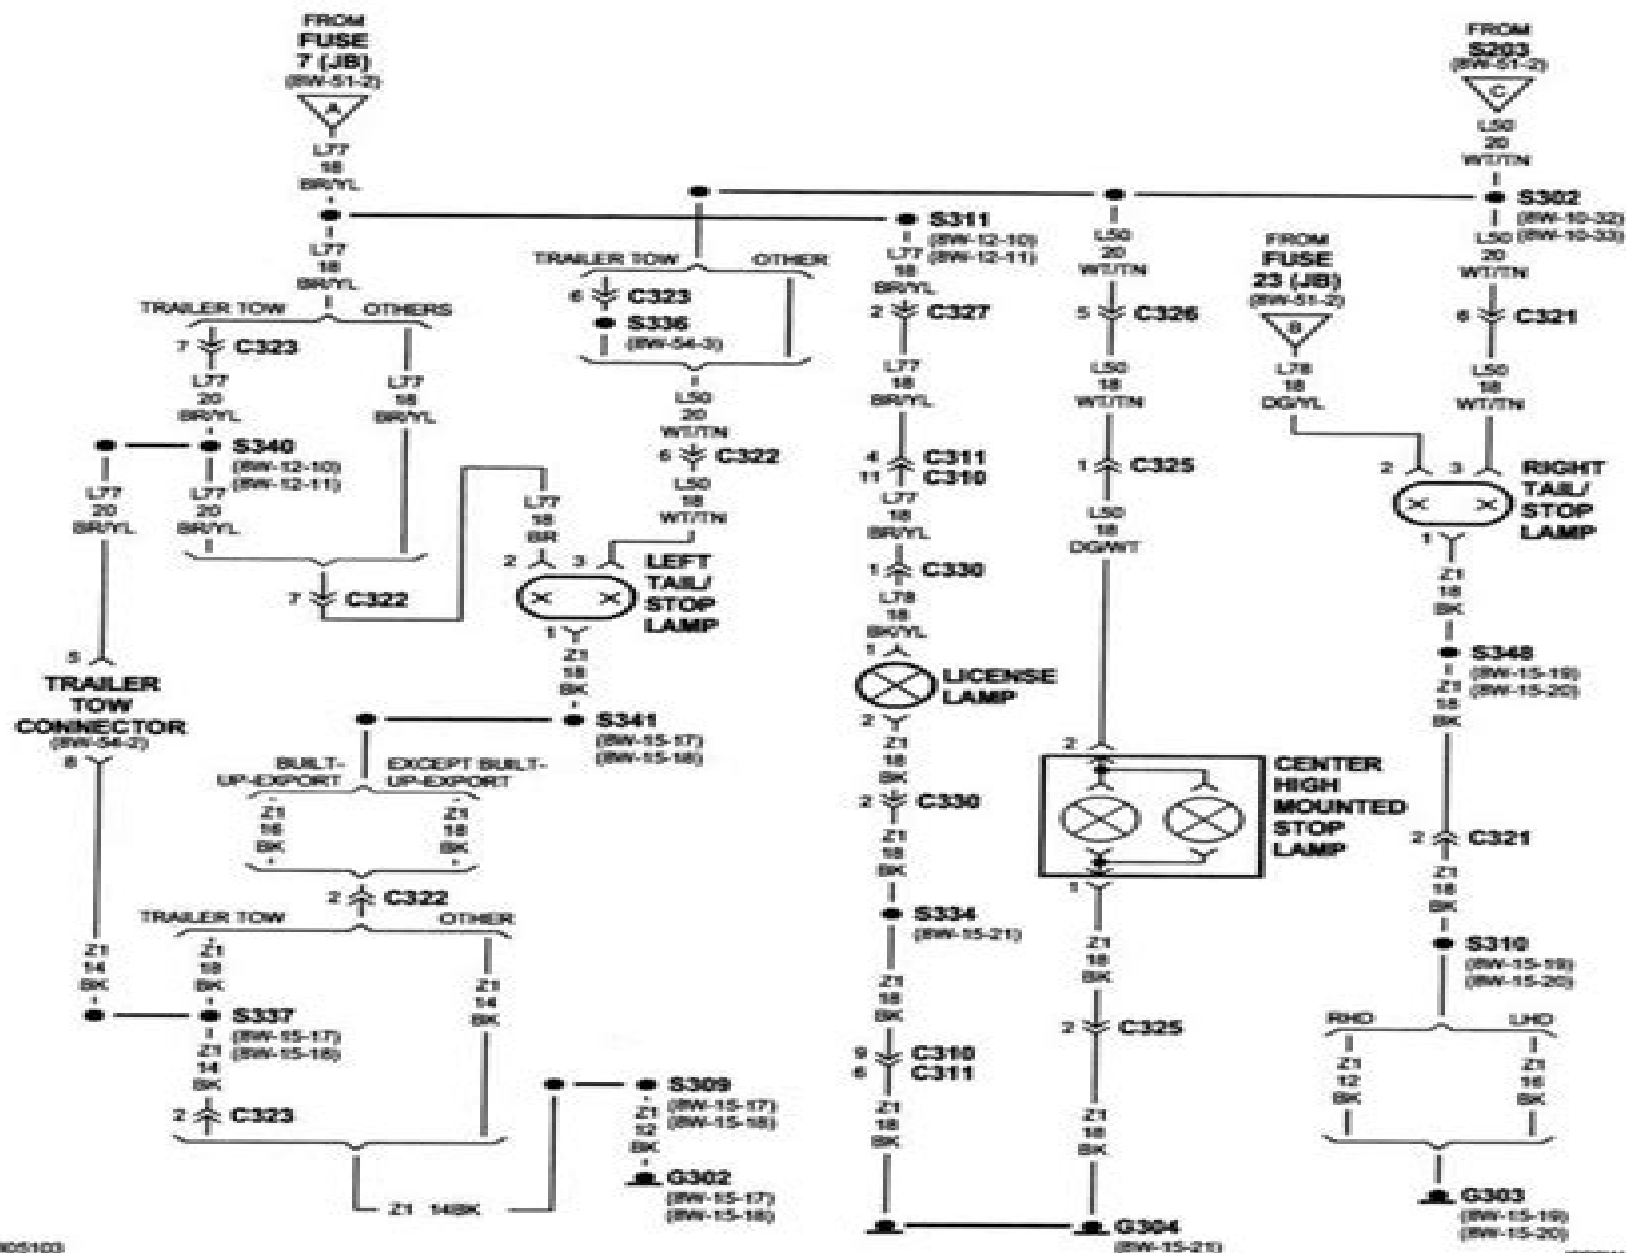 FROM
FUSE
7 (JB)
(8W-51-2)
A
L77
18
BR/YL
L77
18
BR/YL
TRAILER TOW
OTHERS
7
C323
L77
20
BR/YL
L77
18
BR/YL
S340
(8W-12-10)
(8W-12-11)
L77
20
BR/YL
L77
20
BR/YL
7
C322
5
TRAILER
TOW
CONNECTOR
(8W-54-2)
8
Z1
14
BK
TRAILER TOW
OTHER
6
C323
S336
(8W-54-3)
L50
20
WT/TN
6
C322
L50
18
WT/TN
L77
18
BR
2
3
LEFT
TAIL/
STOP
LAMP
1
Z1
18
BK
S341
(8W-15-17)
(8W-15-18)
BUILT-
UP-EXPORT
EXCEPT BUILT-
UP-EXPORT
Z1
16
BK
Z1
18
BK
2
C322
TRAILER TOW
OTHER
Z1
18
BK
S337
(8W-15-17)
(8W-15-18)
Z1
14
BK
2
C323
Z1
14
BK
Z1 14BK
S309
(8W-15-17)
(8W-15-18)
Z1
12
BK
G302
(8W-15-17)
(8W-15-18)
S311
(8W-12-10)
(8W-12-11)
L77
18
BR/YL
2
C327
L77
18
BR/YL
4
C311
11
C310
L77
18
BR/YL
1
C330
L78
18
BK/YL
1
LICENSE
LAMP
2
Z1
18
BK
2
C330
Z1
18
BK
S334
(8W-15-21)
Z1
18
BK
9
C310
6
C311
Z1
18
BK
L50
20
WT/TN
5
C326
L50
18
WT/TN
1
C325
L50
18
DG/WT
2
CENTER
HIGH
MOUNTED
STOP
LAMP
1
Z1
18
BK
2
C325
Z1
18
BK
G304
(8W-15-21)
FROM
FUSE
23 (JB)
(8W-51-2)
B
L78
18
DG/YL
FROM
S203
(8W-51-2)
C
L50
20
WT/TN
S302
(8W-10-32)
(8W-10-33)
L50
20
WT/TN
6
C321
L50
18
WT/TN
2
3
RIGHT
TAIL/
STOP
LAMP
1
Z1
18
BK
S348
(8W-15-19)
(8W-15-20)
Z1
18
BK
2
C321
Z1
18
BK
S310
(8W-15-19)
(8W-15-20)
RHD
LHD
Z1
12
BK
Z1
16
BK
G303
(8W-15-19)
(8W-15-20)